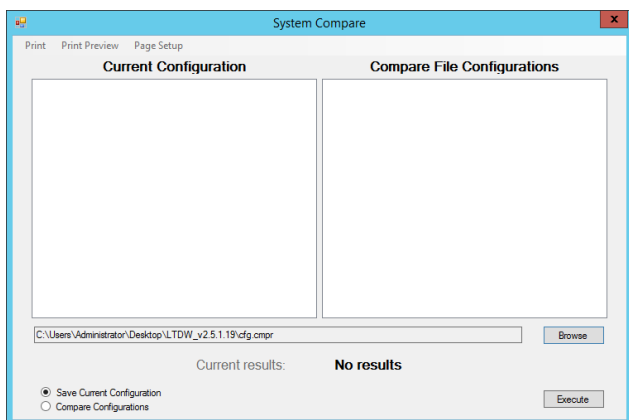 System Compare
x
Print Print Preview Page Setup
Current Configuration Compare File Configurations
C:\Users\Administrator\Desktop\LTDW_v2.5.1.19\cfg.cmpr Browse
Current results: No results
Save Current Configuration
Compare Configurations Execute